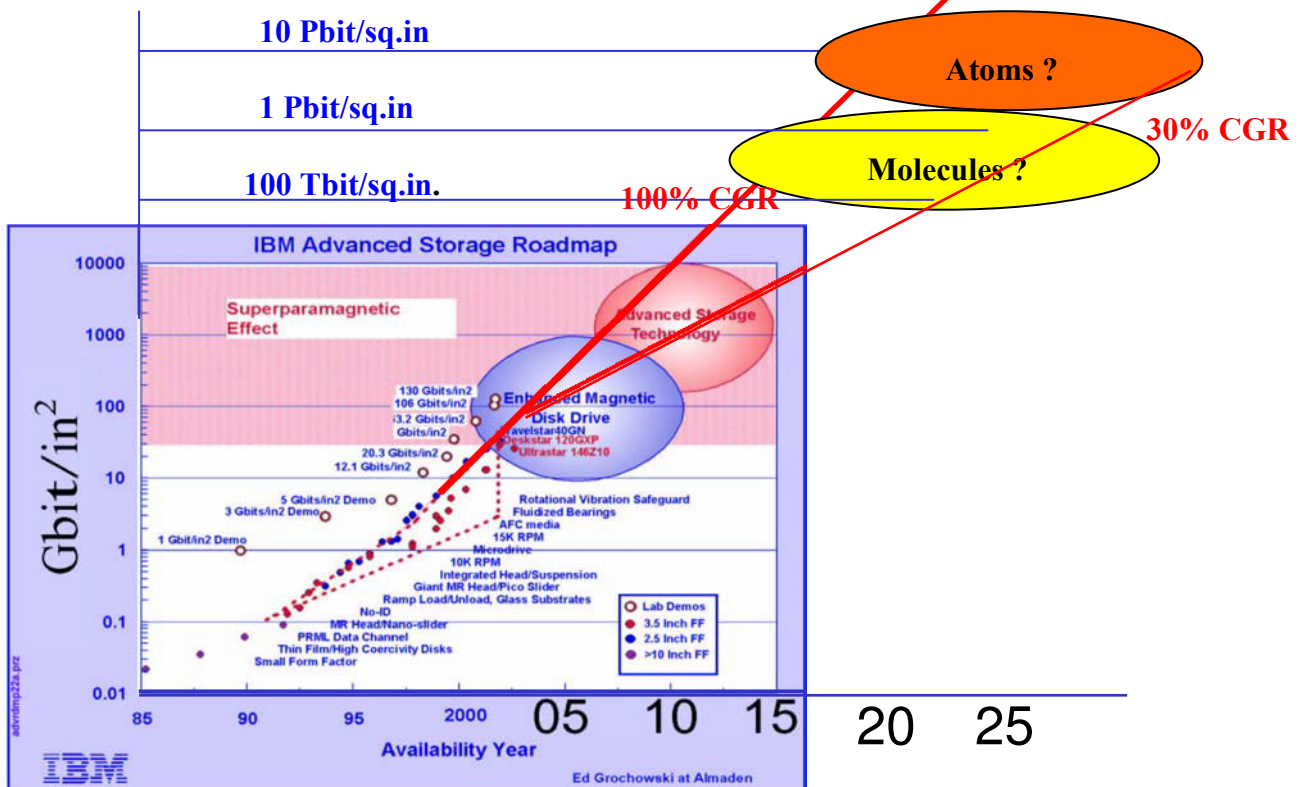 10 Pbit/sq.in
Atoms ?
1 Pbit/sq.in
30% CGR
Molecules ?
100 Tbit/sq.in.
100% CGR
IBM Advanced Storage Roadmap
10000
Superparamagnetic
Effect
Advanced Storage
Technology
1000
130 Gbits/in2
106 Gbits/in2
Enhanced Magnetic
Disk Drive
100
63.2 Gbits/in2
Gbits/in2
Travelstar40GN
Deskstar 120GXP
Ultrastar 146Z10
20.3 Gbits/in2
12.1 Gbits/in2
10
5 Gbits/in2 Demo
3 Gbits/in2 Demo
1 Gbit/in2 Demo
1
Gbit/in2
Rotational Vibration Safeguard
Fluidized Bearings
AFC media
15K RPM
Microdrive
10K RPM
Integrated Head/Suspension
Giant MR Head/Pico Slider
Ramp Load/Unload, Glass Substrates
No-ID
MR Head/Nano-slider
PRML Data Channel
Thin Film/High Coercivity Disks
Small Form Factor
0.1
0.01
Lab Demos
3.5 Inch FF
2.5 Inch FF
>10 Inch FF
advrdmp22a.prz
85 90 95 2000 05 10 15 20 25
Availability Year
IBM
Ed Grochowski at Almaden